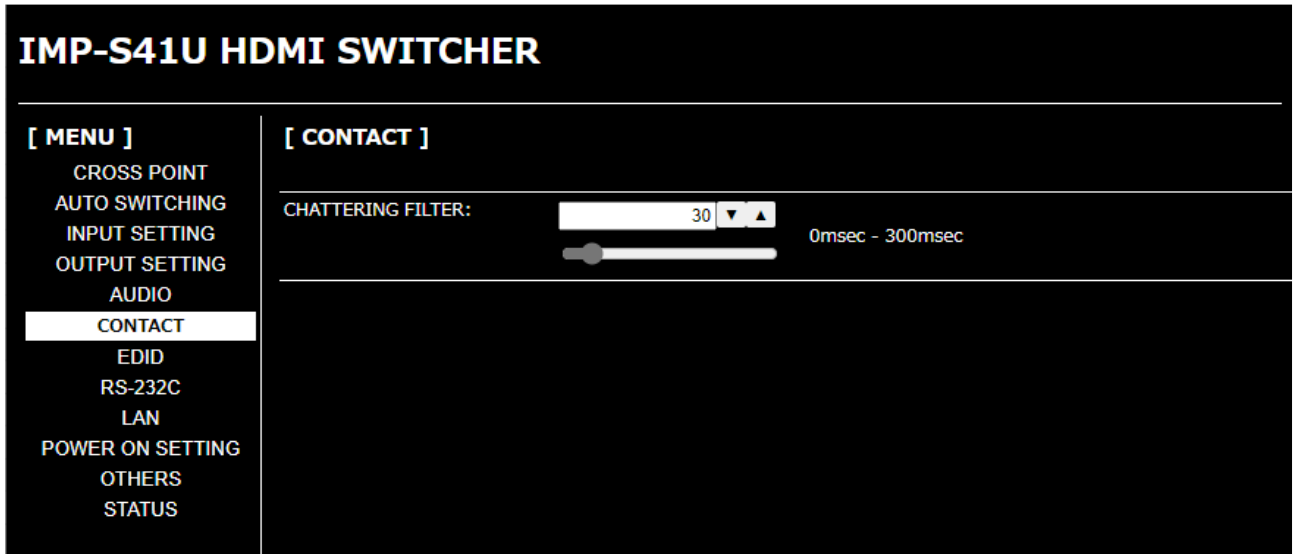 IMP-S41U HDMI SWITCHER
[ MENU ]
CROSS POINT
AUTO SWITCHING
INPUT SETTING
OUTPUT SETTING
AUDIO
CONTACT
EDID
RS-232C
LAN
POWER ON SETTING
OTHERS
STATUS
[ CONTACT ]
CHATTERING FILTER:
30 ▼ ▲
0msec - 300msec